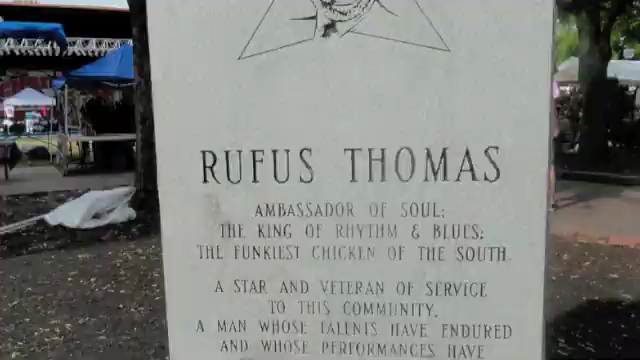 RUFUS THOMAS
AMBASSADOR OF SOUL;
THE KING OF RHYTHM & BLUES;
THE FUNKIEST CHICKEN OF THE SOUTH
A STAR AND VETERAN OF SERVICE
TO THIS COMMUNITY,
A MAN WHOSE TALENTS HAVE ENDURED
AND WHOSE PERFORMANCES HAVE